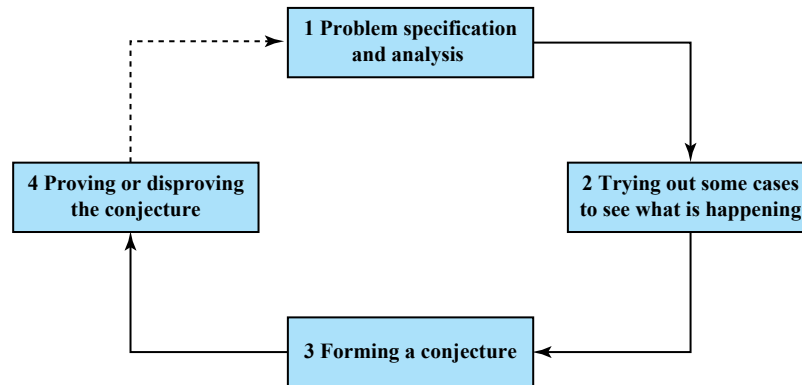 1 Problem specification
and analysis
2 Trying out some cases
to see what is happening
3 Forming a conjecture
4 Proving or disproving
the conjecture